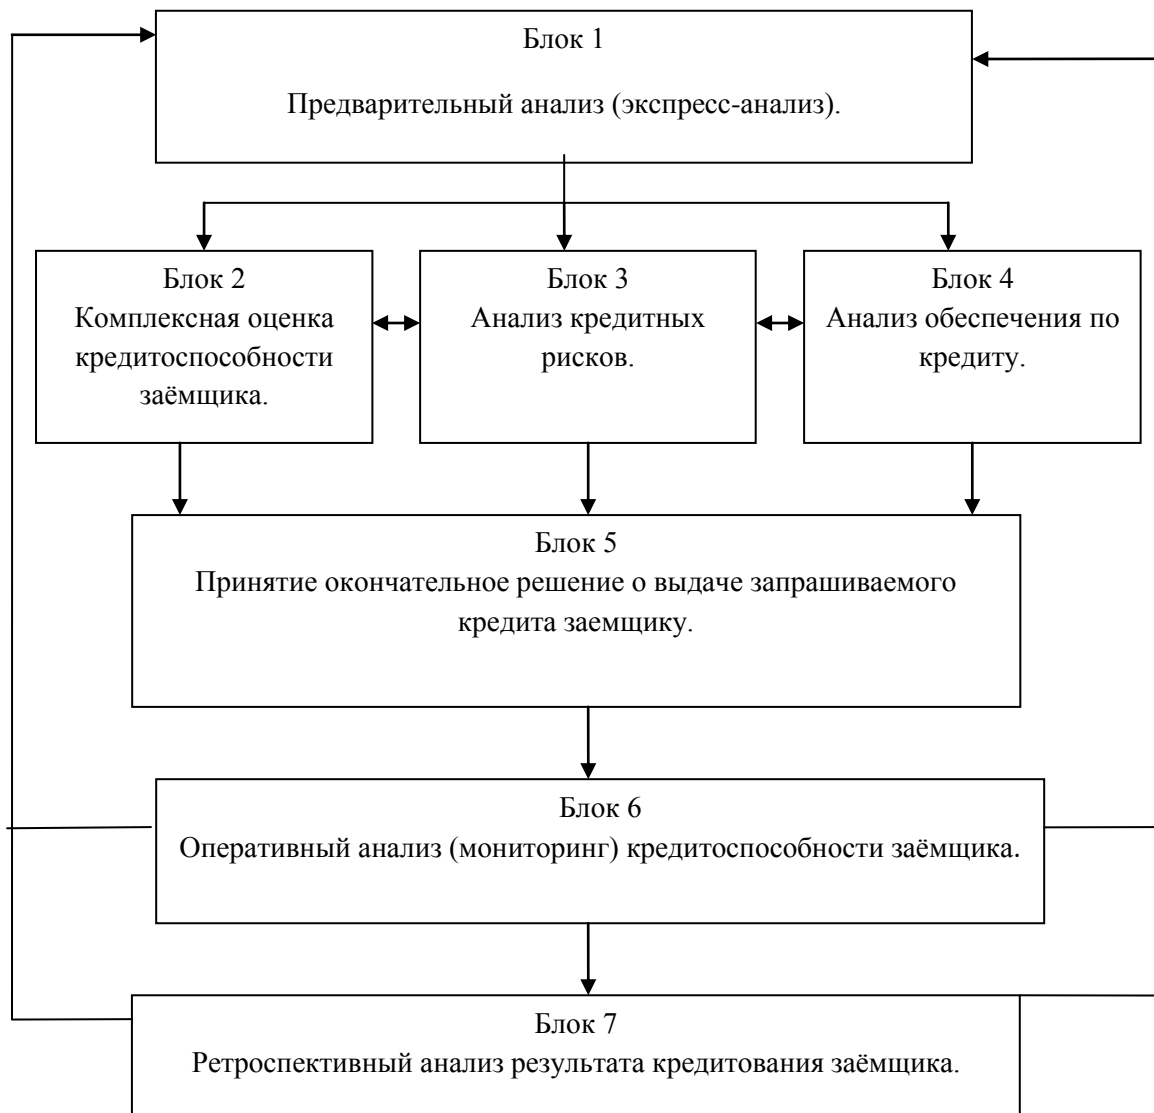 Блок 1
Предварительный анализ (экспресс-анализ).
Блок 2
Комплексная оценка
кредитоспособности
заёмщика.
Блок 3
Анализ кредитных
рисков.
Блок 4
Анализ обеспечения по
кредиту.
Блок 5
Принятие окончательное решение о выдаче запрашиваемого
кредита заемщику.
Блок 6
Оперативный анализ (мониторинг) кредитоспособности заёмщика.
Блок 7
Ретроспективный анализ результата кредитования заёмщика.